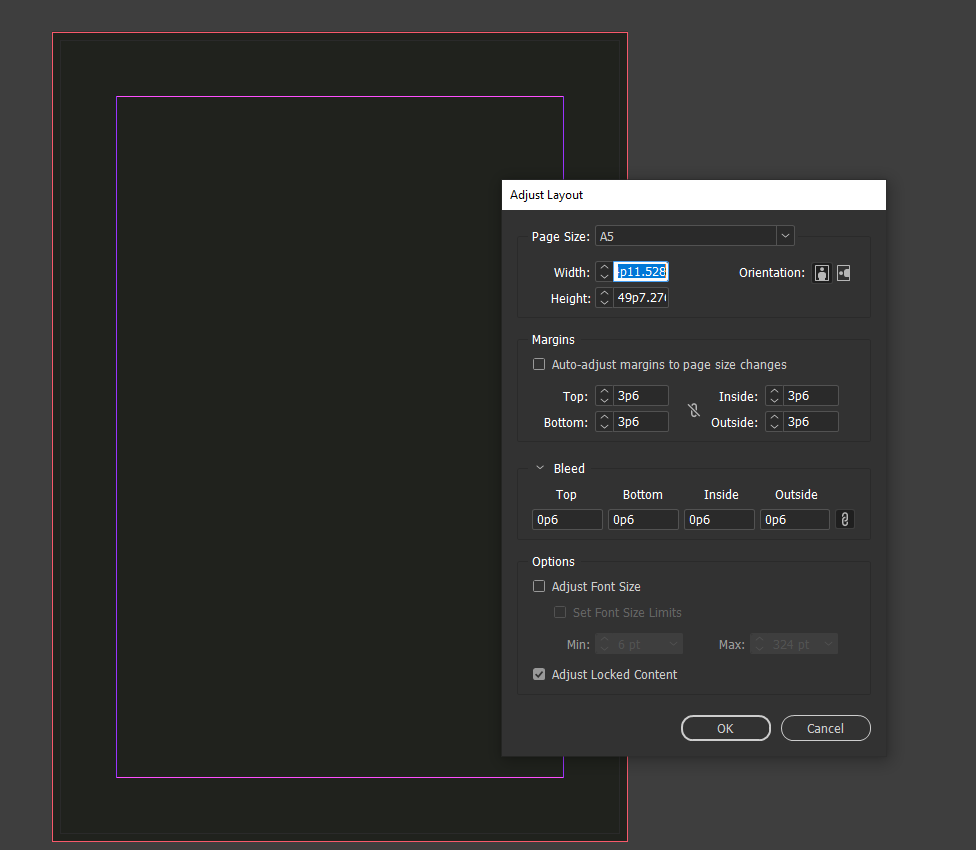 Adjust Layout
Page Size: A5
Width: p11.528 Orientation:
Height: 49p7.27
Margins
Auto-adjust margins to page size changes
Top: 3p6 Inside: 3p6
Bottom: 3p6 Outside: 3p6
Bleed
Top Bottom Inside Outside
0p6 0p6 0p6 0p6
Options
Adjust Font Size
Set Font Size Limits
Min: 6 pt Max: 324 pt
Adjust Locked Content
OK Cancel